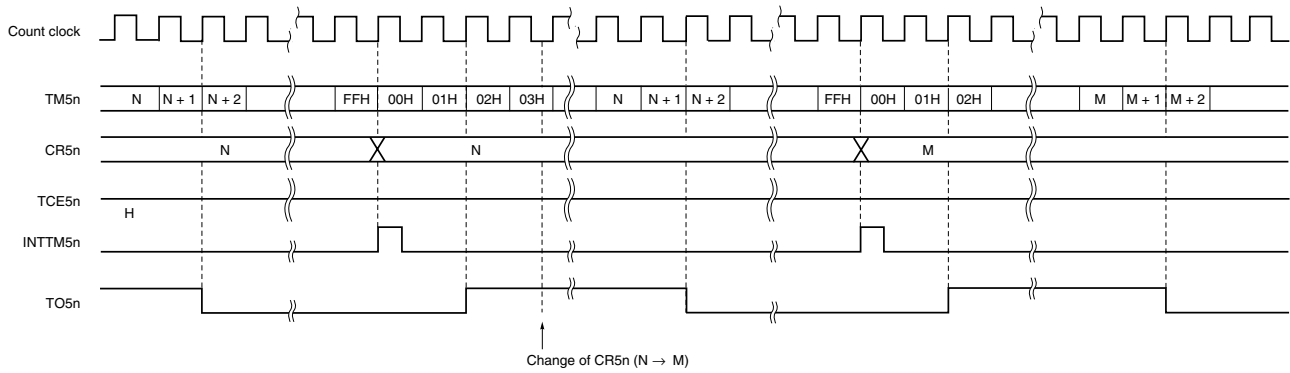 Count clock
TM5n N N + 1 N + 2 FFH 00H 01H 02H 03H N N + 1 N + 2 FFH 00H 01H 02H M M + 1 M + 2
CR5n N N M
TCE5n
H
INTTM5n
TO5n
Change of CR5n (N → M)